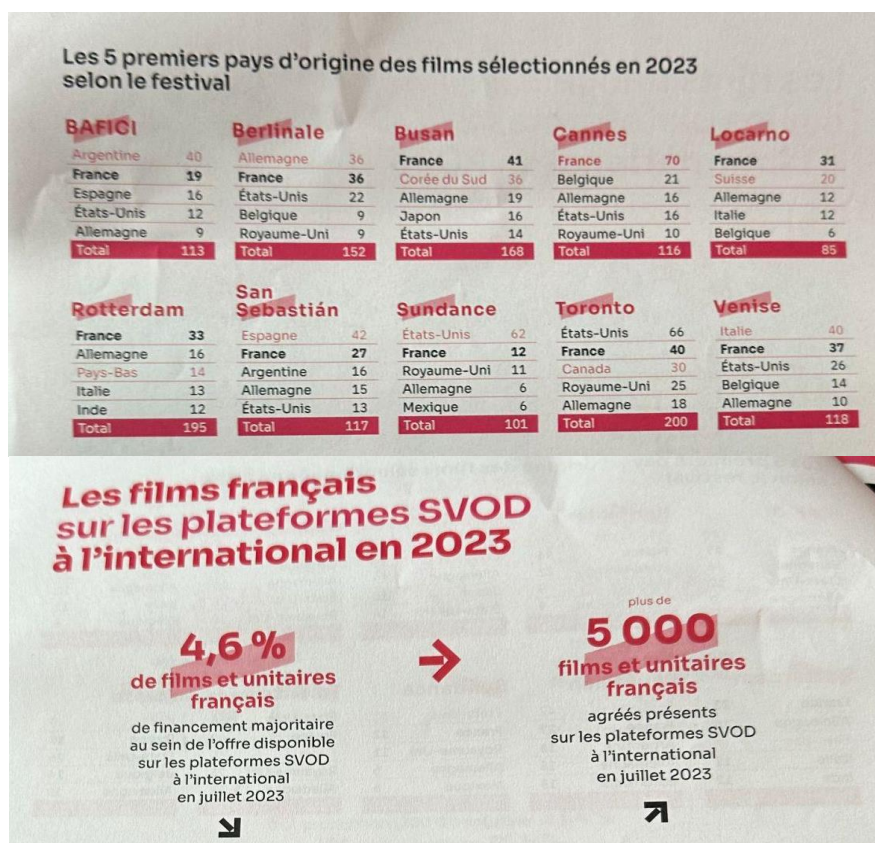 Les 5 premiers pays d'origine des films sélectionnés en 2023
selon le festival
BAFICI
Argentine 40
France 19
Espagne 16
États-Unis 12
Allemagne 9
Total 113
Berlinale
Allemagne 36
France 36
États-Unis 22
Belgique 9
Royaume-Uni 9
Total 152
Busan
France 41
Corée du Sud 36
Allemagne 19
Japon 16
États-Unis 14
Total 168
Cannes
France 70
Belgique 21
Allemagne 16
États-Unis 16
Royaume-Uni 10
Total 116
Locarno
France 31
Suisse 20
Allemagne 12
Italie 12
Belgique 6
Total 85
Rotterdam
France 33
Allemagne 16
Pays-Bas 14
Italie 13
Inde 12
Total 195
San
Sebastián
Espagne 42
France 27
Argentine 16
Allemagne 15
États-Unis 13
Total 117
Sundance
États-Unis 62
France 12
Royaume-Uni 11
Allemagne 6
Mexique 6
Total 101
Toronto
États-Unis 66
France 40
Canada 30
Royaume-Uni 25
Allemagne 18
Total 200
Venise
Italie 40
France 37
États-Unis 26
Belgique 14
Allemagne 10
Total 118
Les films français
sur les plateformes SVOD
à l'international en 2023
4,6 %
de films et unitaires
français
de financement majoritaire
au sein de l'offre disponible
sur les plateformes SVOD
à l'international
en juillet 2023
plus de
5 000
films et unitaires
français
agréés présents
sur les plateformes SVOD
à l'international
en juillet 2023